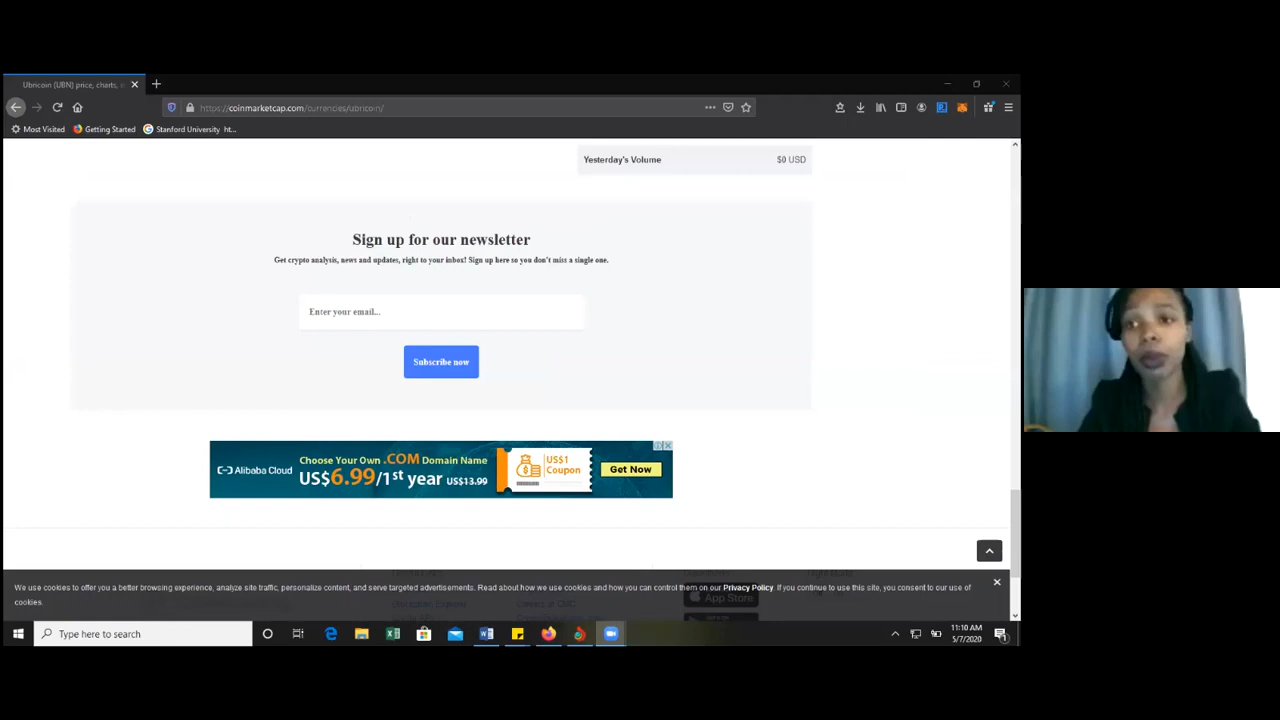 Ubricoin (UBN) price, charts,
https://coinmarketcap.com/currencies/ubricoin/
Most Visited Getting Started Stanford University ht...
Yesterday's Volume $0 USD
Sign up for our newsletter
Get crypto analysis, news and updates, right to your inbox! Sign up here so you don't miss a single one.
Enter your email...
Subscribe now
Alibaba Cloud
Choose Your Own .COM Domain Name
US$6.99/1st year US$13.99
US$1
Coupon
Get Now
We use cookies to offer you a better browsing experience, analyze site traffic, personalize content, and serve targeted advertisements. Read about how we use cookies and how you can control them on our Privacy Policy. If you continue to use this site, you consent to our use of
cookies.
App Store
Blockchain Explorer
Type here to search
11:10 AM
5/7/2020